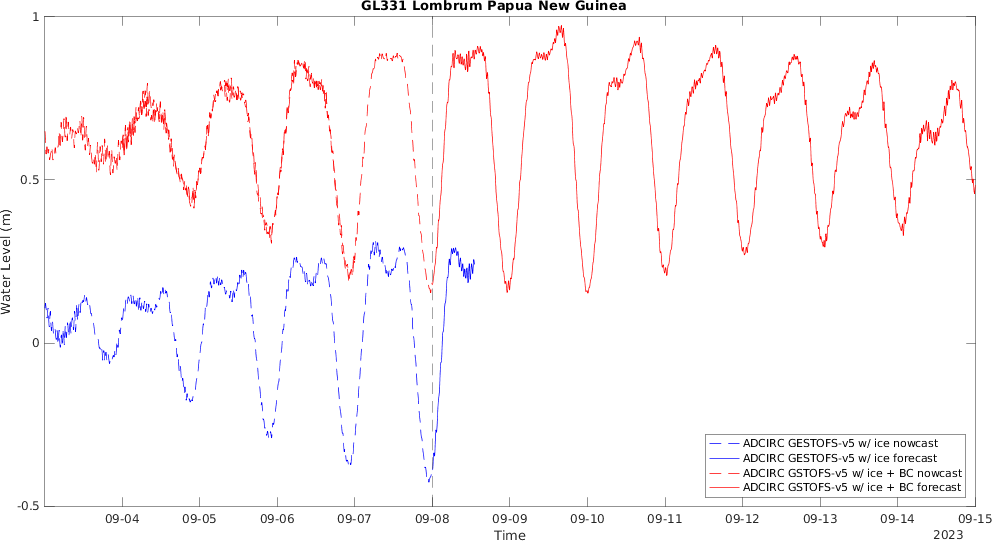 GL331 Lombrum Papua New Guinea
1
0.5
0
-0.5
Water Level (m)
09-04 09-05 09-06 09-07 09-08 09-09 09-10 09-11 09-12 09-13 09-14 09-15
Time
2023
ADCIRC GESTOFS-v5 w/ ice nowcast
ADCIRC GESTOFS-v5 w/ ice forecast
ADCIRC GSTOFS-v5 w/ ice + BC nowcast
ADCIRC GSTOFS-v5 w/ ice + BC forecast